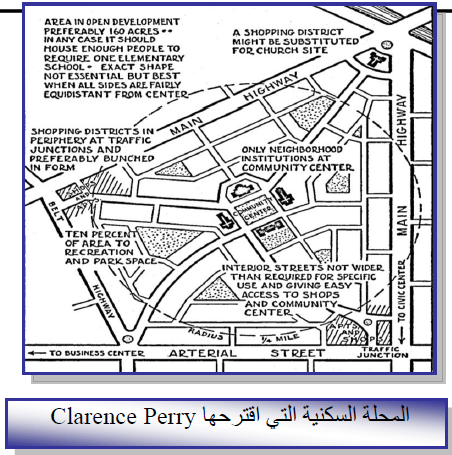 AREA IN OPEN DEVELOPMENT
PREFERABLY 160 ACRES --
IN ANY CASE IT SHOULD
HOUSE ENOUGH PEOPLE TO
REQUIRE ONE ELEMENTARY
SCHOOL - EXACT SHAPE
NOT ESSENTIAL BUT BEST
WHEN ALL SIDES ARE FAIRLY
EQUIDISTANT FROM CENTER-
A SHOPPING DISTRICT
MIGHT BE SUBSTITUTED
FOR CHURCH SITE
MAIN HIGHWAY
HIGHWAY
MAIN
SHOPPING DISTRICTS IN
PERIPHERY AT TRAFFIC
JUNCTIONS AND
PREFERABLY BUNCHED
IN FORM
ONLY NEIGHBORHOOD
INSTITUTIONS AT
COMMUNITY CENTER
BELT
HIGHWAY
COMMUNITY
CENTER
TEN PERCENT
OF AREA TO
RECREATION
AND PARK SPACE
INTERIOR STREETS NOT WIDER
THAN REQUIRED FOR SPECIFIC
USE AND GIVING EASY
ACCESS TO SHOPS
AND COMMUNITY
CENTER
RADIUS 1/4 MILE
APTS
AND
SHOPS
TO CIVIC CENTER
TRAFFIC
JUNCTION
TO BUSINESS CENTER
ARTERIAL STREET
المحلة السكنية التي اقترحها Clarence Perry